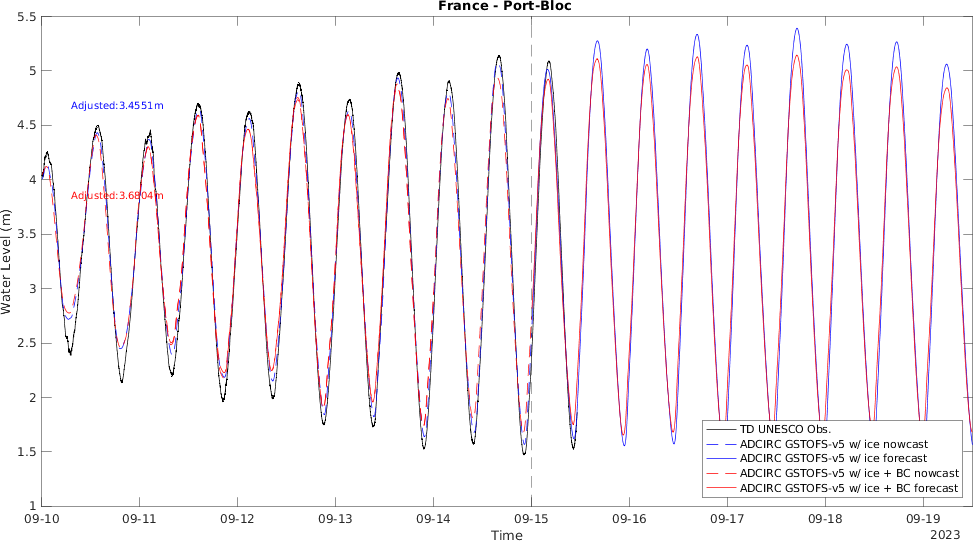 France - Port-Bloc
5.5
5
4.5
4
3.5
3
2.5
2
1.5
1
Water Level (m)
Adjusted:3.4551m
Adjusted:3.6804m
TD UNESCO Obs.
ADCIRC GSTOFS-v5 w/ ice nowcast
ADCIRC GSTOFS-v5 w/ ice forecast
ADCIRC GSTOFS-v5 w/ ice + BC nowcast
ADCIRC GSTOFS-v5 w/ ice + BC forecast
09-10 09-11 09-12 09-13 09-14 09-15 09-16 09-17 09-18 09-19
Time
2023